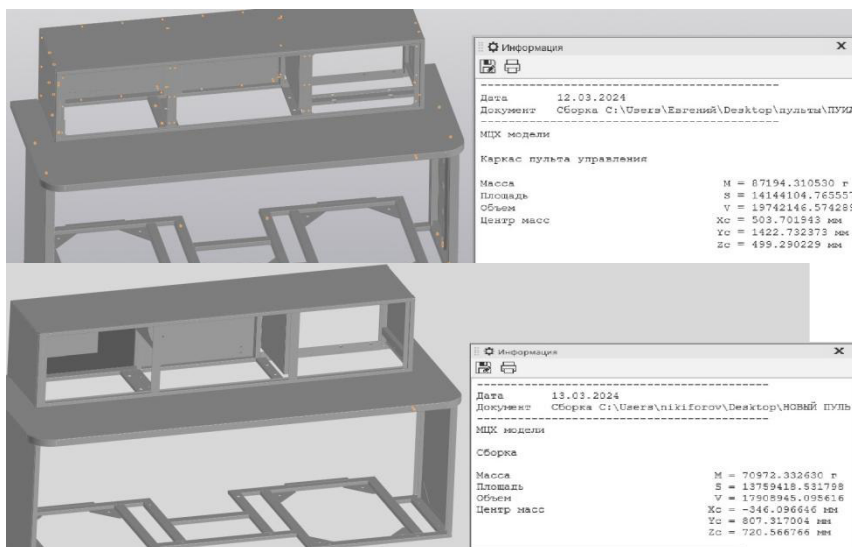 Информация
Дата 12.03.2024
Документ Сборка C:\Users\Евгений\Desktop\пульты\ПУИ
МЦХ модели
Каркас пульта управления
Масса M = 87194.310530 г
Площадь S = 14144104.765557
Объем V = 19742146.574289
Центр масс Xc = 503.701943 мм
Yc = 1422.732373 мм
Zc = 499.290229 мм
Информация
Дата 13.03.2024
Документ Сборка C:\Users\nikiforov\Desktop\НОВЫЙ ПУЛЬ
МЦХ модели
Сборка
Масса M = 70972.332630 г
Площадь S = 13759418.531798
Объем V = 17908945.095616
Центр масс Xc = -346.096646 мм
Yc = 807.317004 мм
Zc = 720.566766 мм